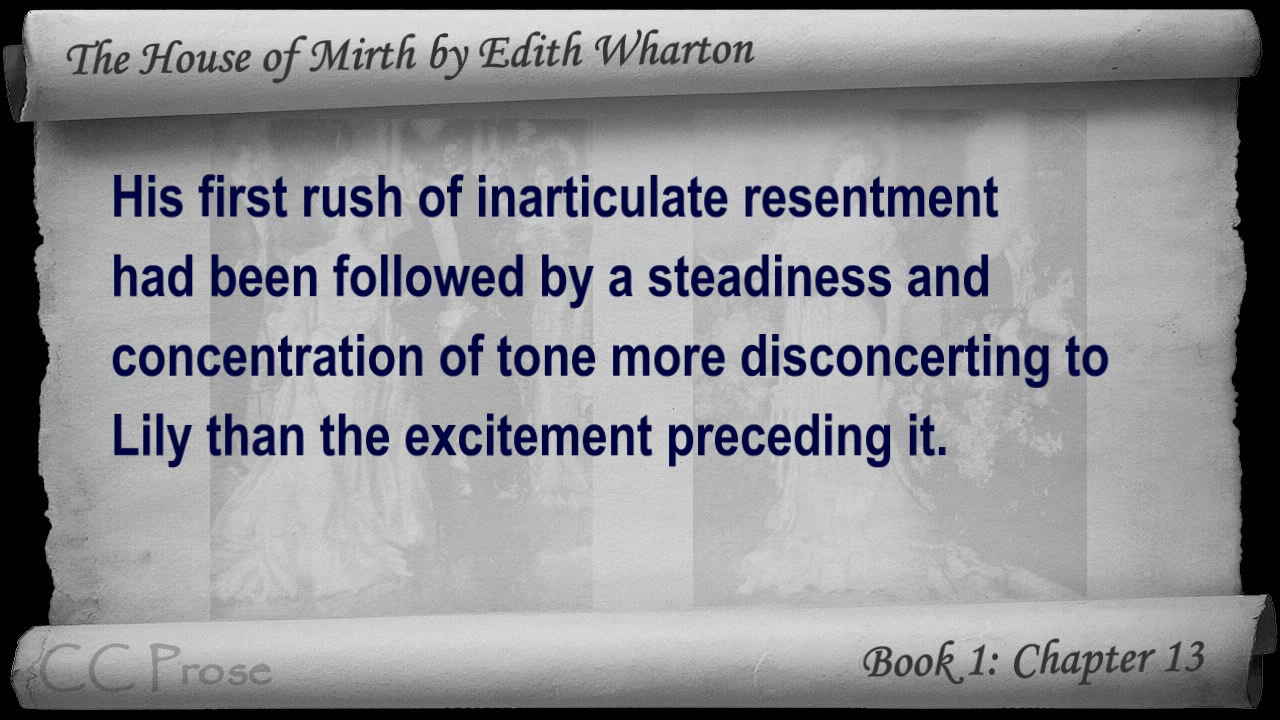 The House of Mirth by Edith Wharton
His first rush of inarticulate resentment
had been followed by a steadiness and
concentration of tone more disconcerting to
Lily than the excitement preceding it.
CC Prose
Book 1: Chapter 13